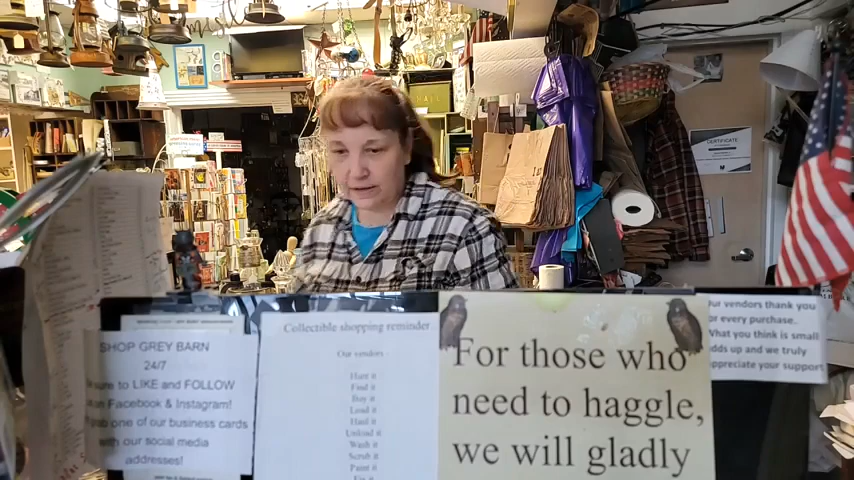 SHOP GREY BARN
24/7
sure to LIKE and FOLLOW
on Facebook & Instagram!
one of our business cards
with our social media
addresses!
Collectible shopping reminder
Our vendors
Hunt it
Find it
Buy it
Load it
Haul it
Unload it
Wash it
Scrub it
Paint it
For those who
need to haggle,
we will gladly
our vendors thank you
for every purchase.
What you think is small
adds up and we truly
appreciate your support
CERTIFICATE